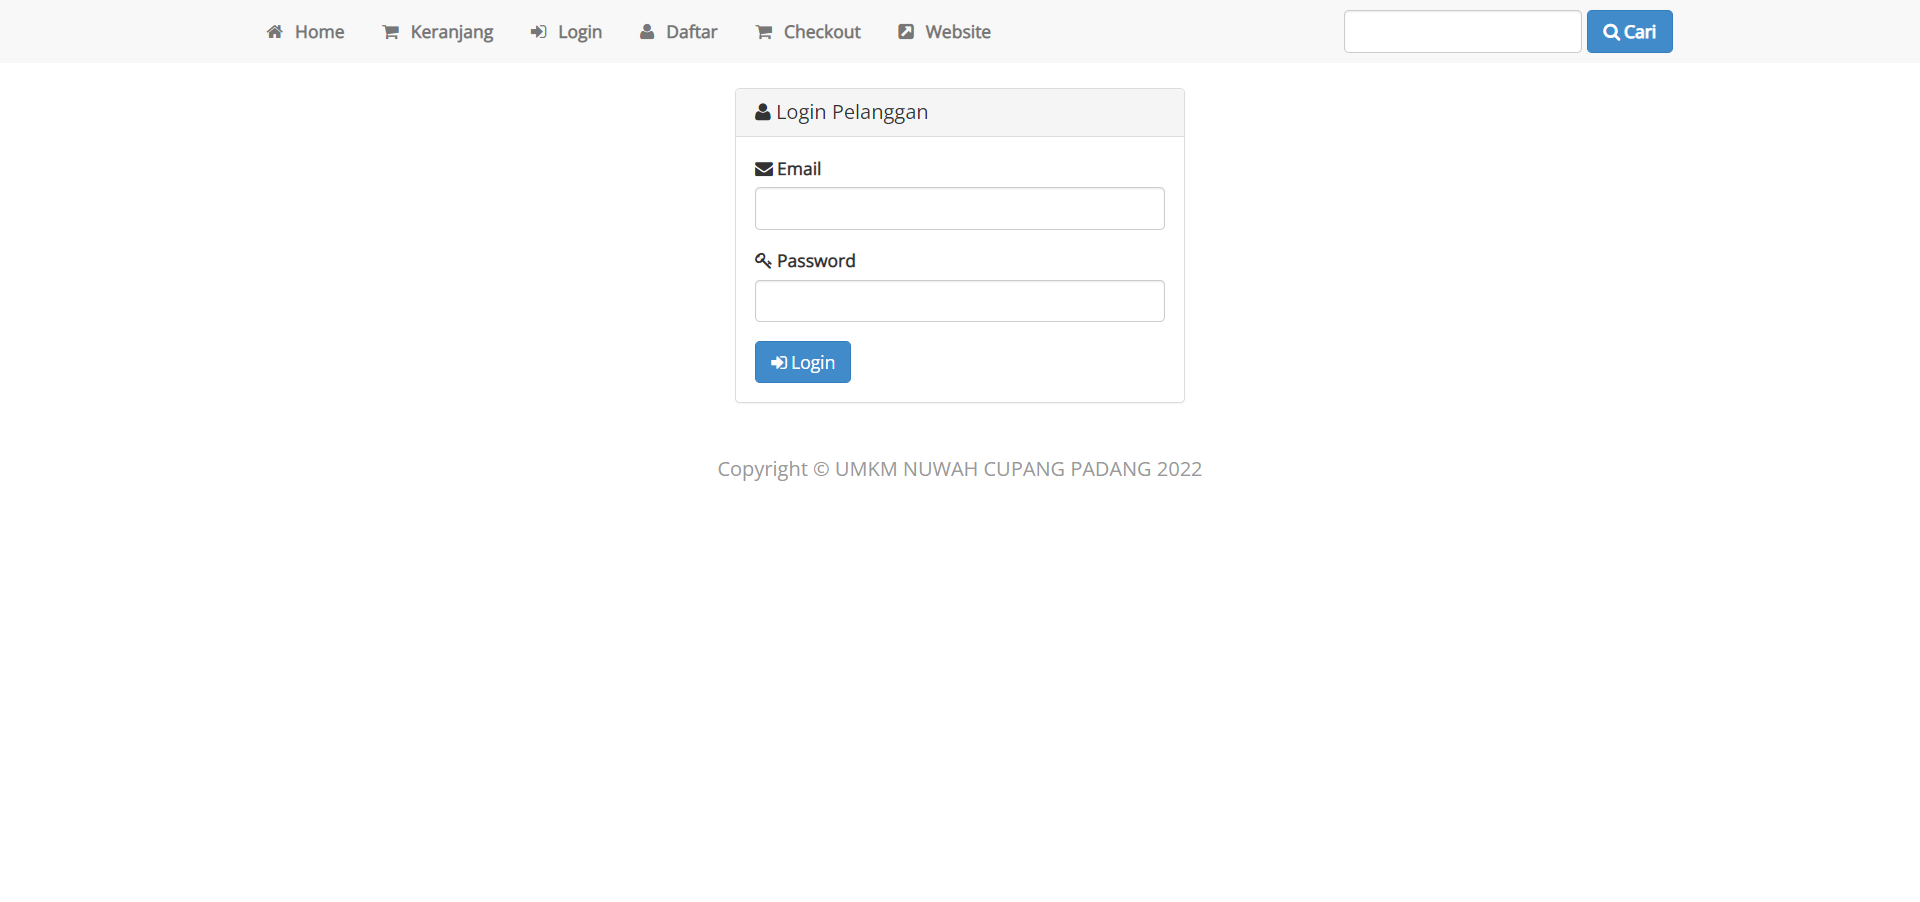 Home Keranjang Login Daftar Checkout Website Cari
Login Pelanggan
Email
Password
Login
Copyright © UMKM NUWAH CUPANG PADANG 2022